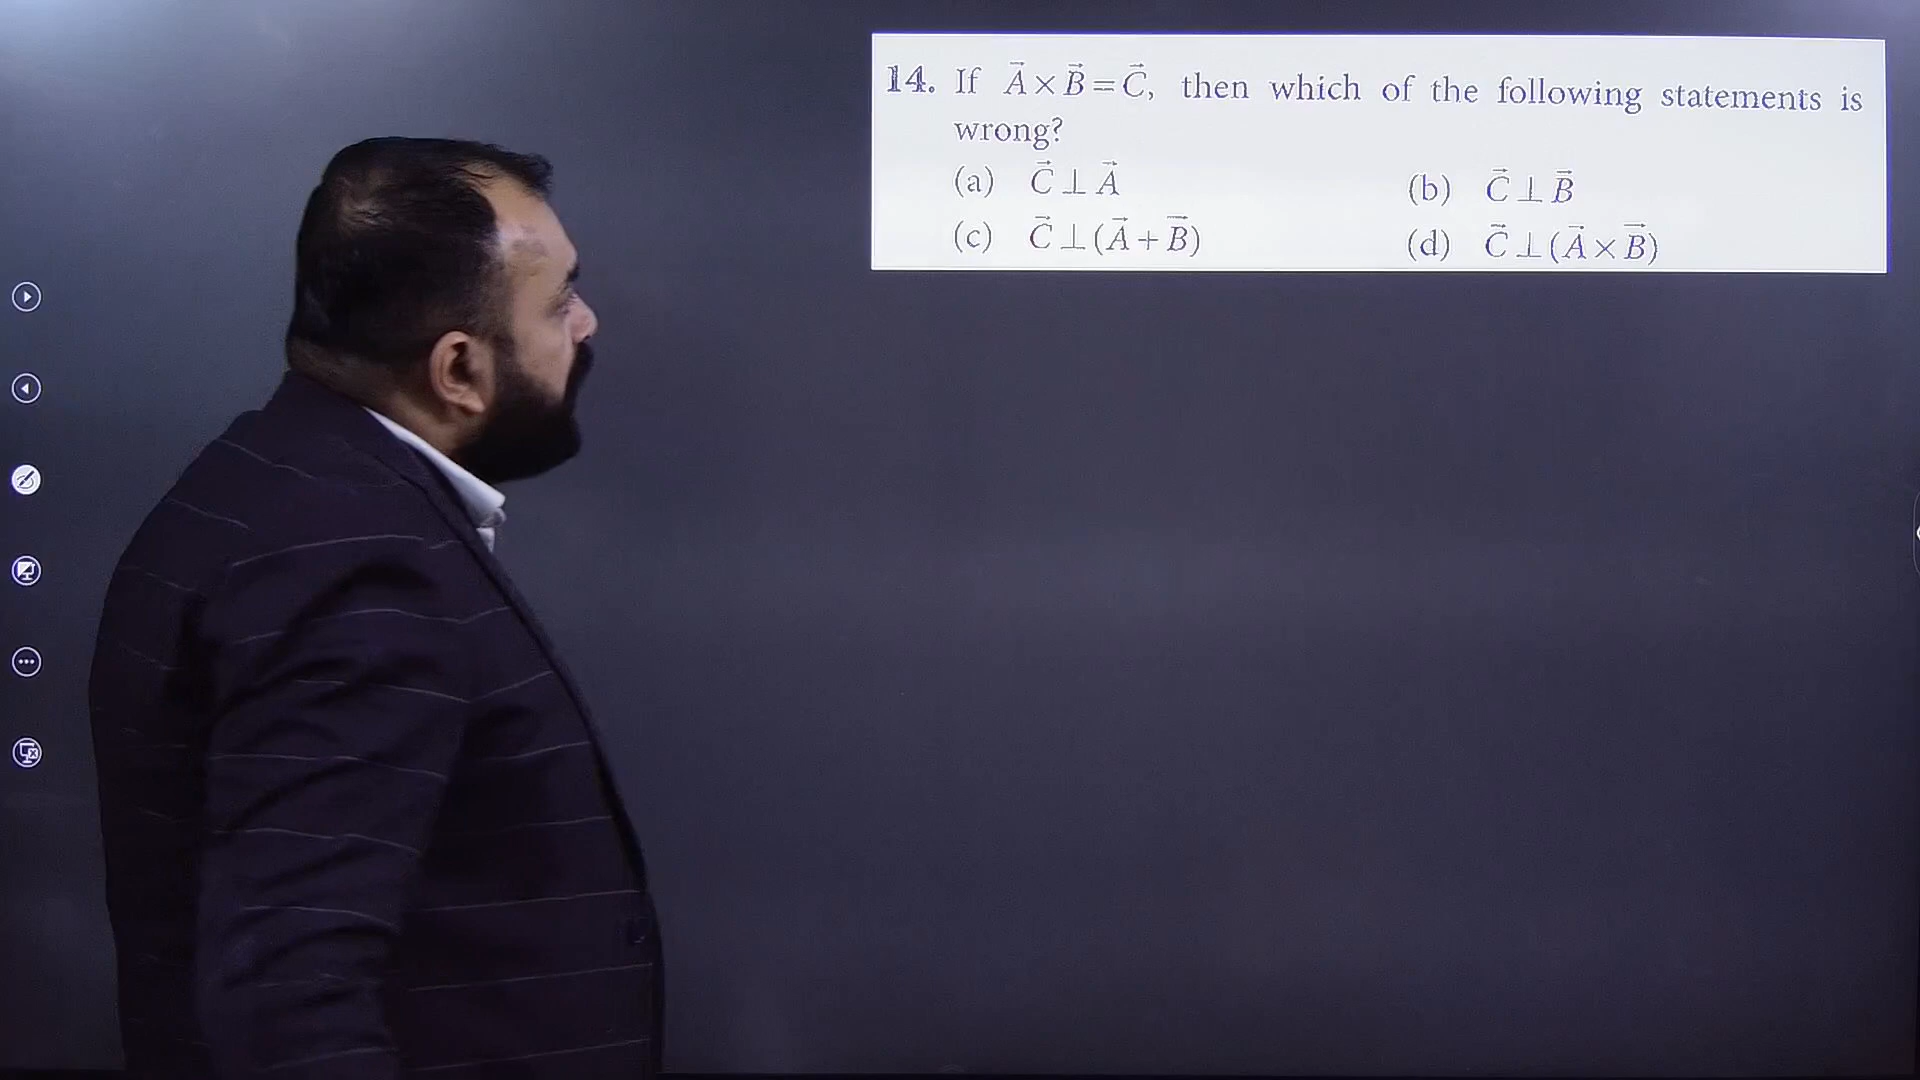 14. If $\vec{A} \times \vec{B} = \vec{C}$, then which of the following statements is
wrong?
(a) $\vec{C} \perp \vec{A}$ (b) $\vec{C} \perp \vec{B}$
(c) $\vec{C} \perp (\vec{A} + \vec{B})$ (d) $\vec{C} \perp (\vec{A} \times \vec{B})$